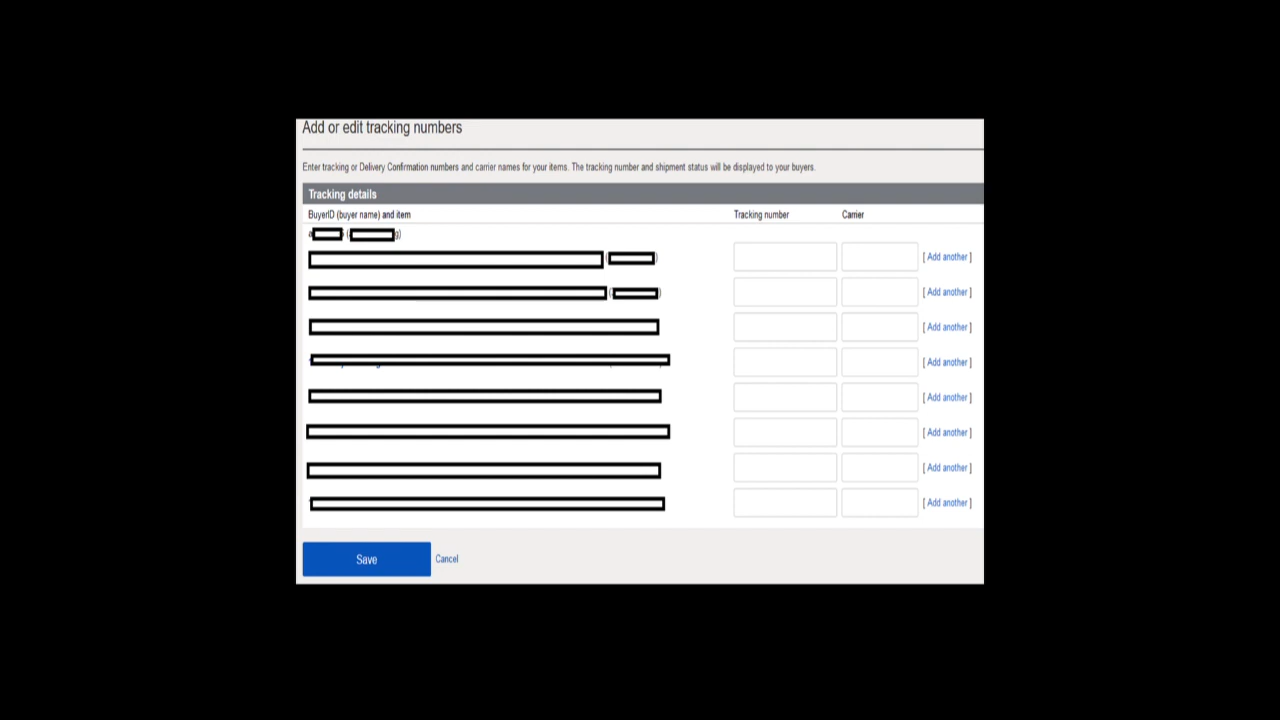 Add or edit tracking numbers
Enter tracking or Delivery Confirmation numbers and carrier names for your items. The tracking number and shipment status will be displayed to your buyers.
Tracking details
BuyerID (buyer name) and item Tracking number Carrier
[ Add another ]
[ Add another ]
[ Add another ]
[ Add another ]
[ Add another ]
[ Add another ]
[ Add another ]
[ Add another ]
Save Cancel